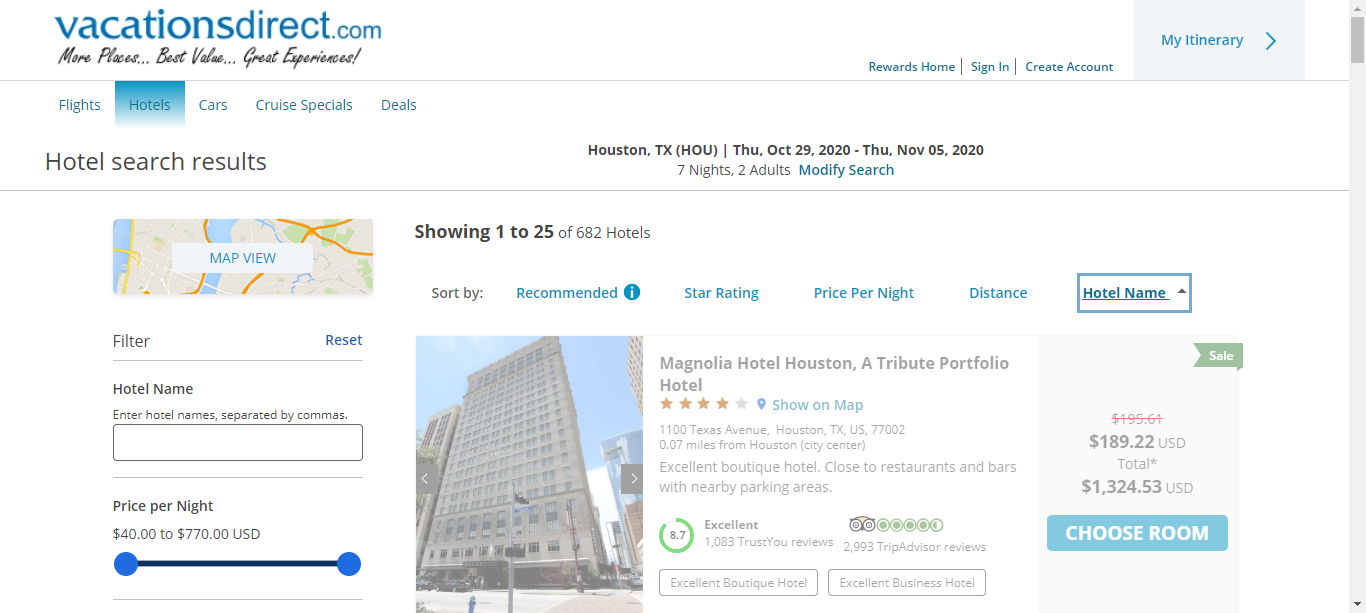 vacationsdirect.com
More Places... Best Value... Great Experiences!
My Itinerary
Rewards Home
Sign In
Create Account
Flights
Hotels
Cars
Cruise Specials
Deals
Hotel search results
Houston, TX (HOU) | Thu, Oct 29, 2020 - Thu, Nov 05, 2020
7 Nights, 2 Adults Modify Search
MAP VIEW
Showing 1 to 25 of 682 Hotels
Sort by:
Recommended
Star Rating
Price Per Night
Distance
Hotel Name
Filter
Reset
Hotel Name
Enter hotel names, separated by commas.
Price per Night
$40.00 to $770.00 USD
Magnolia Hotel Houston, A Tribute Portfolio
Hotel
Show on Map
1100 Texas Avenue, Houston, TX, US, 77002
0.07 miles from Houston (city center)
Excellent boutique hotel. Close to restaurants and bars
with nearby parking areas.
8.7
Excellent
1,083 TrustYou reviews
2,993 TripAdvisor reviews
Excellent Boutique Hotel
Excellent Business Hotel
Sale
$195.61
$189.22 USD
Total*
$1,324.53 USD
CHOOSE ROOM